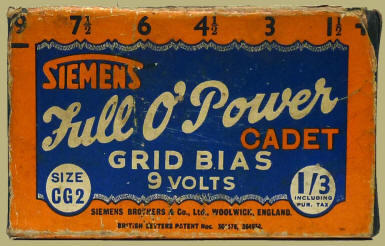 9 7½ 6 4½ 3 1½ +
SIEMENS
Full O' Power
CADET
GRID BIAS
9 VOLTS
SIZE
CG2
1/3
INCLUDING
PUR. TAX
SIEMENS BROTHERS & Co., Ltd., WOOLWICH, ENGLAND.
BRITISH LETTERS PATENT Nos.